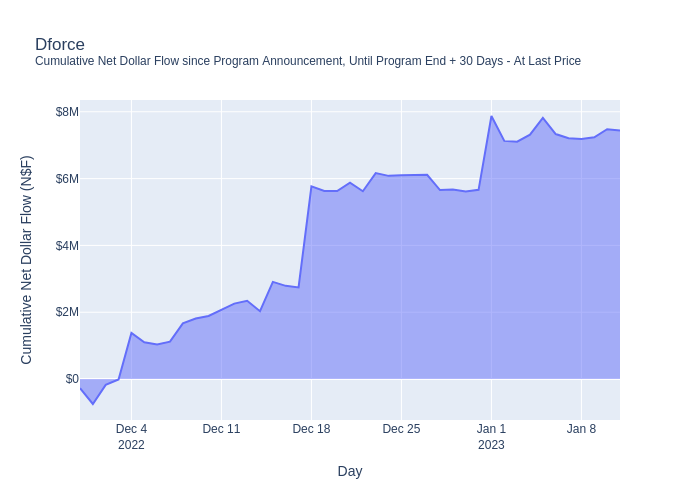 Dforce
Cumulative Net Dollar Flow since Program Announcement, Until Program End + 30 Days - At Last Price
Cumulative Net Dollar Flow (N$F)
$8M
$6M
$4M
$2M
$0
Dec 4
2022
Dec 11
Dec 18
Dec 25
Jan 1
2023
Jan 8
Day